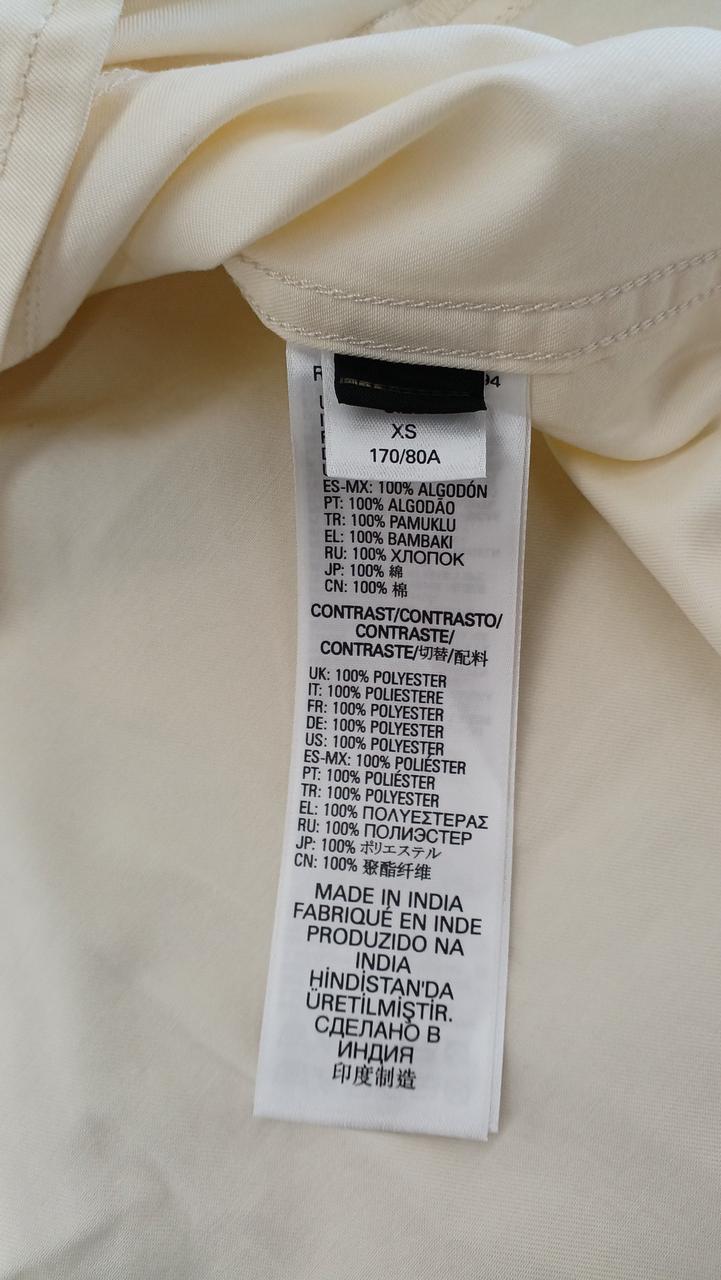 R
94
XS
170/80A
ES-MX: 100% ALGODÓN
PT: 100% ALGODÃO
TR: 100% PAMUKLU
EL: 100% BAMBAKI
RU: 100% ХЛОПОК
JP: 100% 綿
CN: 100% 棉
CONTRAST/CONTRASTO/
CONTRASTE/
CONTRASTE/切替/配料
UK: 100% POLYESTER
IT: 100% POLIESTERE
FR: 100% POLYESTER
DE: 100% POLYESTER
US: 100% POLYESTER
ES-MX: 100% POLIÉSTER
PT: 100% POLIÉSTER
TR: 100% POLYESTER
EL: 100% ΠΟΛΥΕΣΤΕΡΑΣ
RU: 100% ПОЛИЭСТЕР
JP: 100% ポリエステル
CN: 100% 聚酯纤维
MADE IN INDIA
FABRIQUÉ EN INDE
PRODUZIDO NA
INDIA
HİNDİSTAN'DA
ÜRETİLMİŞTİR.
СДЕЛАНО В
ИНДИЯ
印度制造